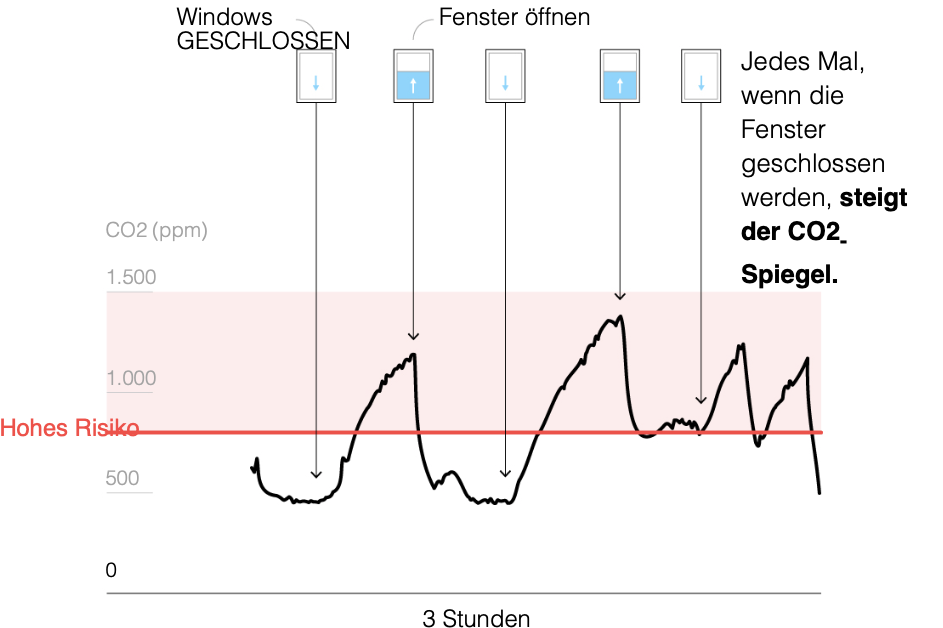 Windows
GESCHLOSSEN
Fenster öffnen
Jedes Mal,
wenn die
Fenster
geschlossen
werden, steigt
der CO2_
Spiegel.
CO2 (ppm)
1.500
1.000
Hohes Risiko
500
0
3 Stunden